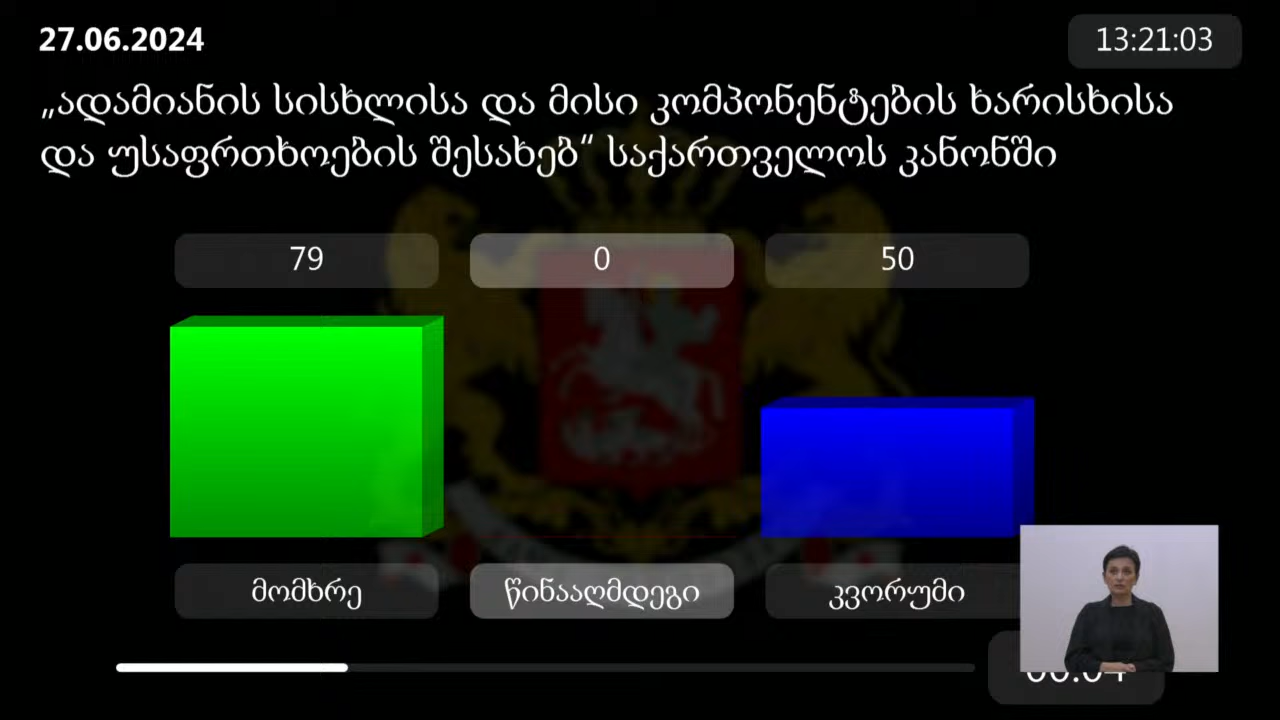 27.06.2024
13:21:03
„ადამიანის სისხლისა და მისი კომპონენტების ხარისხისა
და უსაფრთხოების შესახებ“ საქართველოს კანონში
79
0
50
მომხრე
წინააღმდეგი
კვორუმი